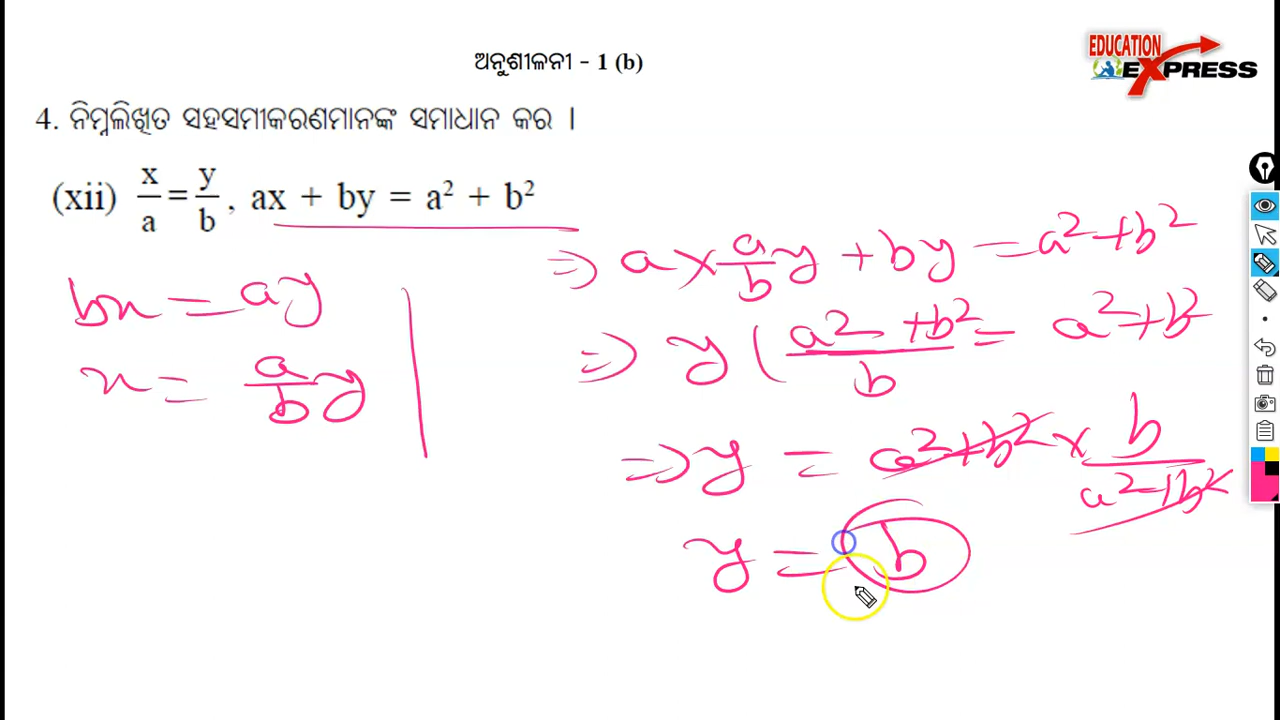 ଅନୁଶୀଳନୀ - 1 (b)
EDUCATION
EXPRESS
4. ନିମ୍ନଲିଖିତ ସହସମୀକରଣମାନଙ୍କ ସମାଧାନ କର ।
(xii) x/a = y/b , ax + by = a² + b²
bx = ay
x = a/b y
⇒ a × a/b y + by = a² + b²
⇒ y ( (a² + b²)/b = a² + b²
⇒ y = a² + b² × b/(a² + b²)
y = b